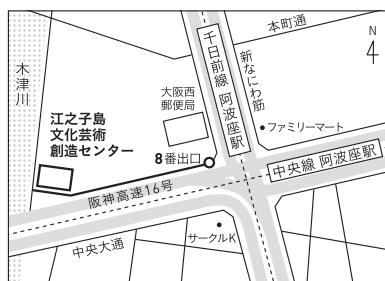 本町通
N
木津川
千日前線 阿波座駅
新なにわ筋
大阪西
郵便局
江之子島
文化芸術
創造センター
ファミリーマート
8番出口
中央線 阿波座駅
阪神高速16号
中央大通
サークルK